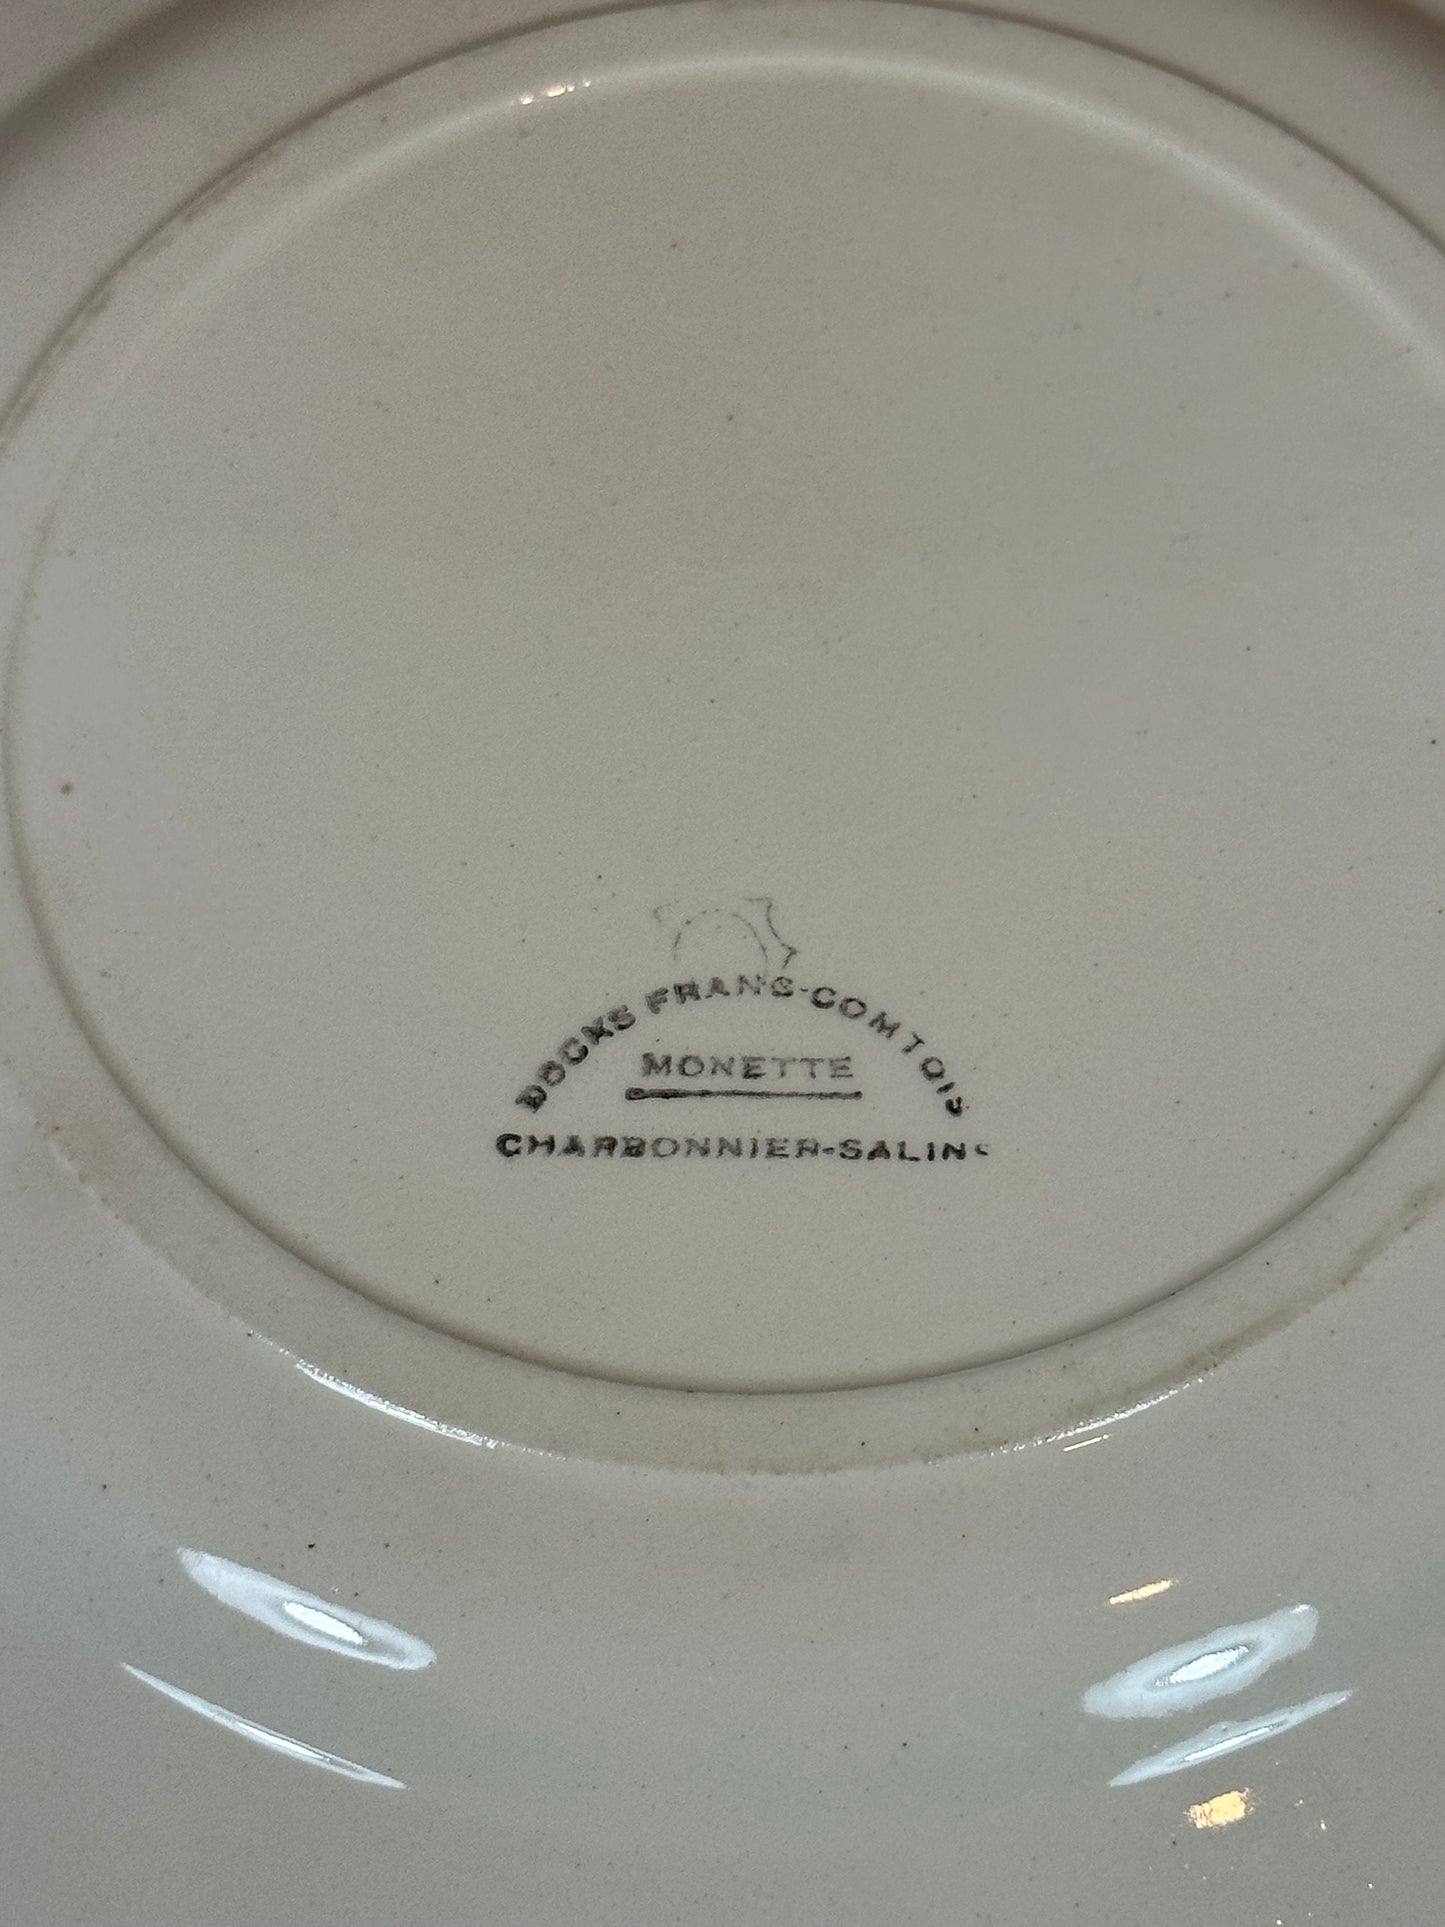 DOCKS FRANC-COMTOIS
MONETTE
CHARBONNIER-SALINS